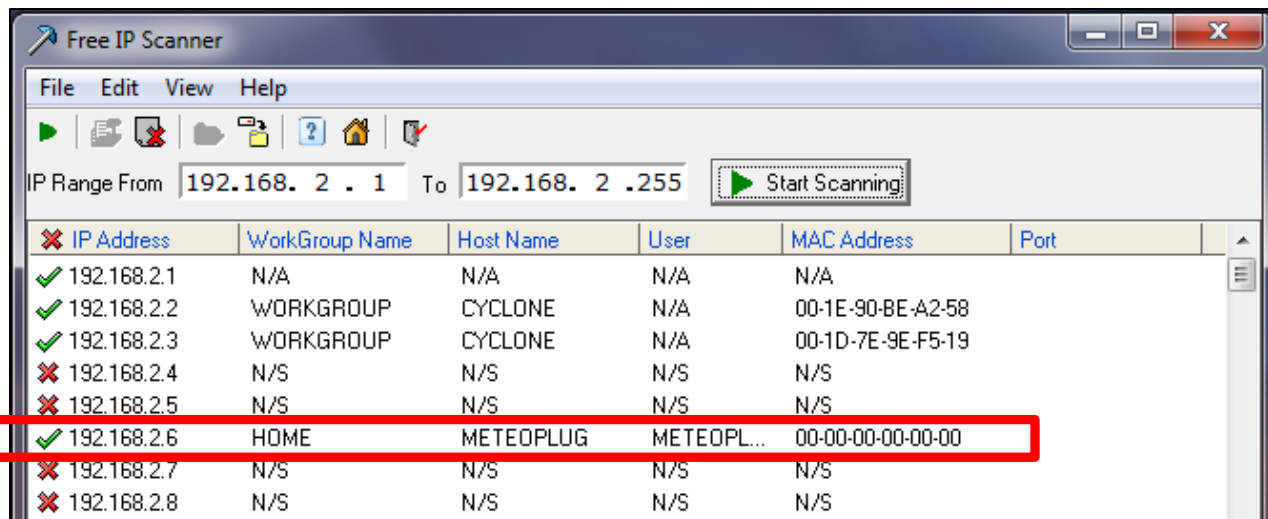 Free IP Scanner
File Edit View Help
IP Range From 192.168. 2 . 1 To 192.168. 2 .255 Start Scanning
IP Address WorkGroup Name Host Name User MAC Address Port
192.168.2.1 N/A N/A N/A N/A
192.168.2.2 WORKGROUP CYCLONE N/A 00-1E-90-BE-A2-58
192.168.2.3 WORKGROUP CYCLONE N/A 00-1D-7E-9E-F5-19
192.168.2.4 N/S N/S N/S N/S
192.168.2.5 N/S N/S N/S N/S
192.168.2.6 HOME METEOPLUG METEOPL... 00-00-00-00-00-00
192.168.2.7 N/S N/S N/S N/S
192.168.2.8 N/S N/S N/S N/S